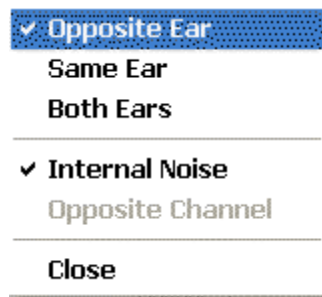 Opposite Ear
Same Ear
Both Ears
Internal Noise
Opposite Channel
Close